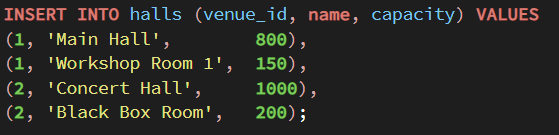 INSERT INTO halls (venue_id, name, capacity) VALUES
(1, 'Main Hall',        800),
(1, 'Workshop Room 1',  150),
(2, 'Concert Hall',     1000),
(2, 'Black Box Room',   200);